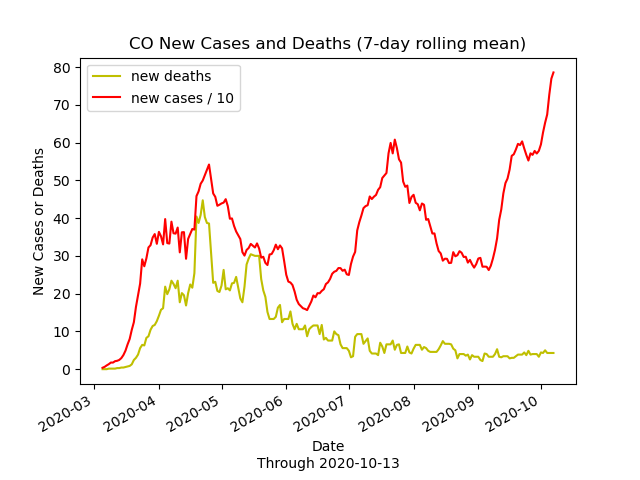 CO New Cases and Deaths (7-day rolling mean)
new deaths
new cases / 10
80
70
60
50
40
30
20
10
0
New Cases or Deaths
2020-03
2020-04
2020-05
2020-06
2020-07
2020-08
2020-09
2020-10
Date
Through 2020-10-13